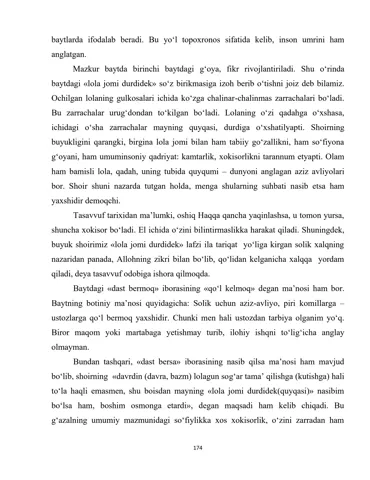 baytlarda ifodalab beradi. Bu yo‘l topoxronos sifatida kelib, inson umrini ham
anglatgan.
Mazkur baytda birinchi baytdagi g‘oya, fikr rivojlantiriladi. Shu o‘rinda
baytdagi «lola jomi durdidek» so‘z birikmasiga izoh berib o‘tishni joiz deb bilamiz.
Ochilgan lolaning gulkosalari ichida ko‘zga chalinar-chalinmas zarrachalari bo‘ladi.
Bu zarrachalar urug‘dondan to‘kilgan bo‘ladi. Lolaning o‘zi qadahga o‘xshasa,
ichidagi o‘sha zarrachalar mayning quyqasi, durdiga o‘xshatilyapti. Shoirning
buyukligini qarangki, birgina lola jomi bilan ham tabiiy go‘zallikni, ham so‘fiyona
g‘oyani, ham umuminsoniy qadriyat: kamtarlik, xokisorlikni tarannum etyapti. Olam
ham bamisli lola, qadah, uning tubida quyqumi – dunyoni anglagan aziz avliyolari
bor. Shoir shuni nazarda tutgan holda, menga shularning suhbati nasib etsa ham
yaxshidir demoqchi.
Tasavvuf tarixidan ma’lumki, oshiq Haqqa qancha yaqinlashsa, u tomon yursa,
shuncha xokisor bo‘ladi. El ichida o‘zini bilintirmaslikka harakat qiladi. Shuningdek,
buyuk shoirimiz «lola jomi durdidek» lafzi ila tariqat yo‘liga kirgan solik xalqning
nazaridan panada, Allohning zikri bilan bo‘lib, qo‘lidan kelganicha xalqqa yordam
qiladi, deya tasavvuf odobiga ishora qilmoqda.
Baytdagi «dast bermoq» iborasining «qo‘l kelmoq» degan ma’nosi ham bor.
Baytning botiniy ma’nosi quyidagicha: Solik uchun aziz-avliyo, piri komillarga –
ustozlarga qo‘l bermoq yaxshidir. Chunki men hali ustozdan tarbiya olganim yo‘q.
Biror maqom yoki martabaga yetishmay turib, ilohiy ishqni to‘lig‘icha anglay
olmayman.
Bundan tashqari, «dast bersa» iborasining nasib qilsa ma’nosi ham mavjud
bo‘lib, shoirning «davrdin (davra, bazm) lolagun sog‘ar tama’ qilishga (kutishga) hali
to‘la haqli emasmen, shu boisdan mayning «lola jomi durdidek(quyqasi)» nasibim
bo‘lsa ham, boshim osmonga etardi», degan maqsadi ham kelib chiqadi. Bu
g‘azalning umumiy mazmunidagi so‘fiylikka xos xokisorlik, o‘zini zarradan ham
174